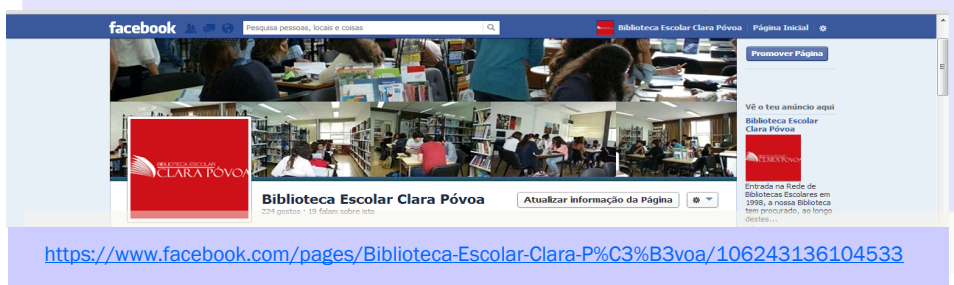 facebook
Pesquisa pessoas, locais e coisas
Biblioteca Escolar Clara Póvoa
Página Inicial
Promover Página
Vê o teu anúncio aqui
Biblioteca Escolar
Clara Póvoa
BIBLIOTECA ESCOLAR
CLARA PÓVOA
CLARA PÓVOA
Entrada na Rede de
Bibliotecas Escolares em
1998, a nossa Biblioteca
tem procurado, ao longo
destes...
Biblioteca Escolar Clara Póvoa
224 gostos · 19 falam sobre isto
Atualizar informação da Página
https://www.facebook.com/pages/Biblioteca-Escolar-Clara-P%C3%B3voa/106243136104533